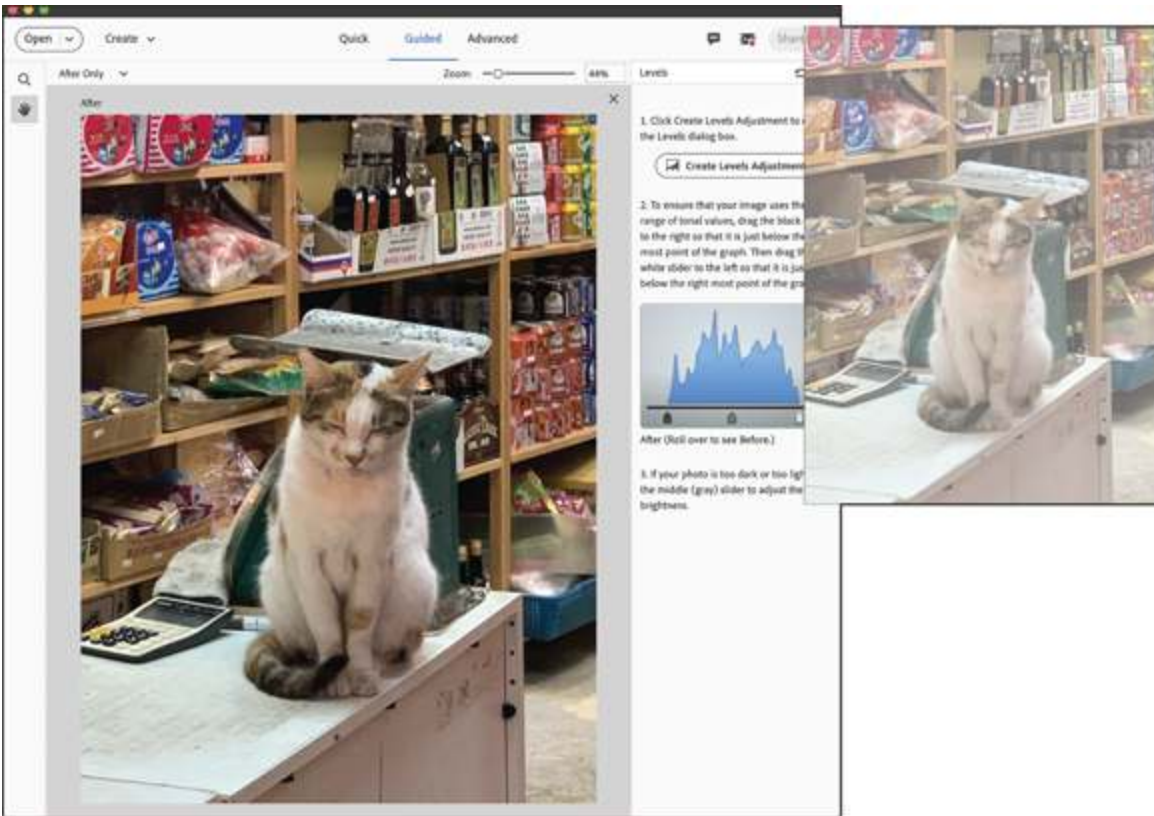 Open
Create
Quick
Guided
Advanced
Share
After Only
Zoom
44%
Levels
After
1. Click Create Levels Adjustment to
the Levels dialog box.
Create Levels Adjustment
2. To ensure that your image uses the
range of tonal values, drag the black
to the right so that it is just below the
most point of the graph. Then drag th
white slider to the left so that it is jus
below the right most point of the gra
After (Roll over to see Before.)
3. If your photo is too dark or too ligh
the middle (gray) slider to adjust the
brightness.